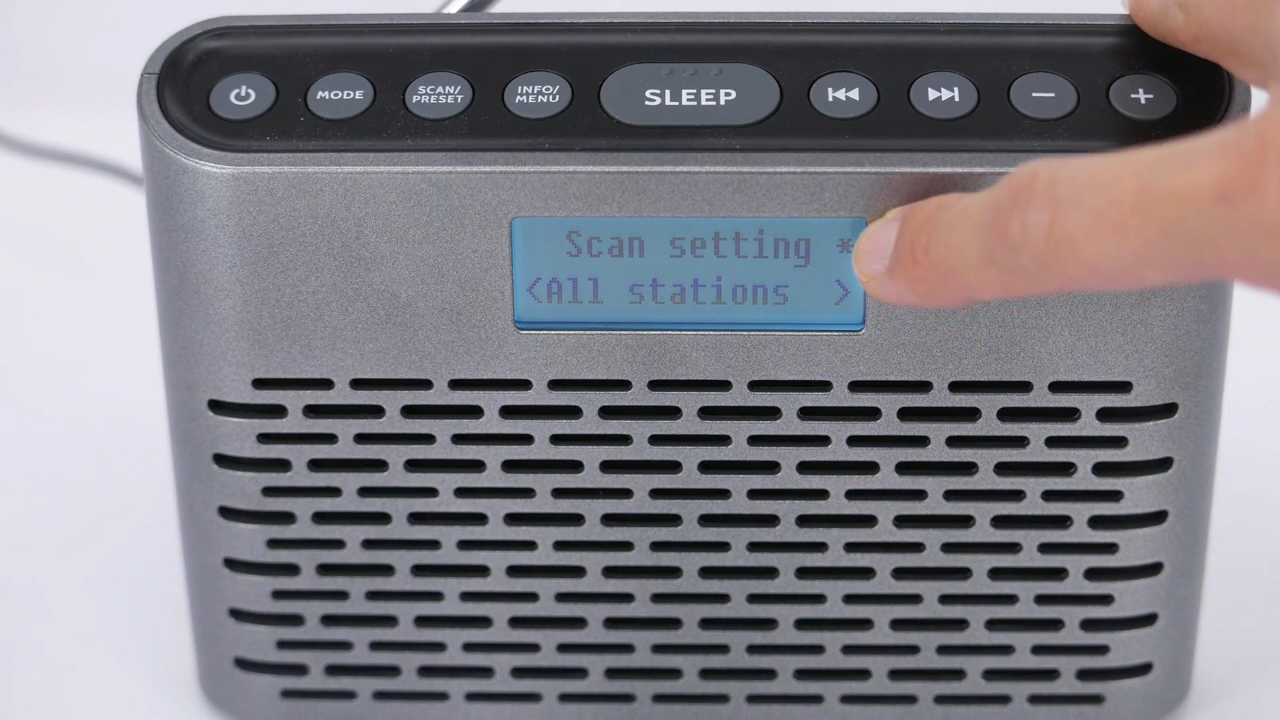 MODE
SCAN/
PRESET
INFO/
MENU
SLEEP
Scan setting *
<All stations >